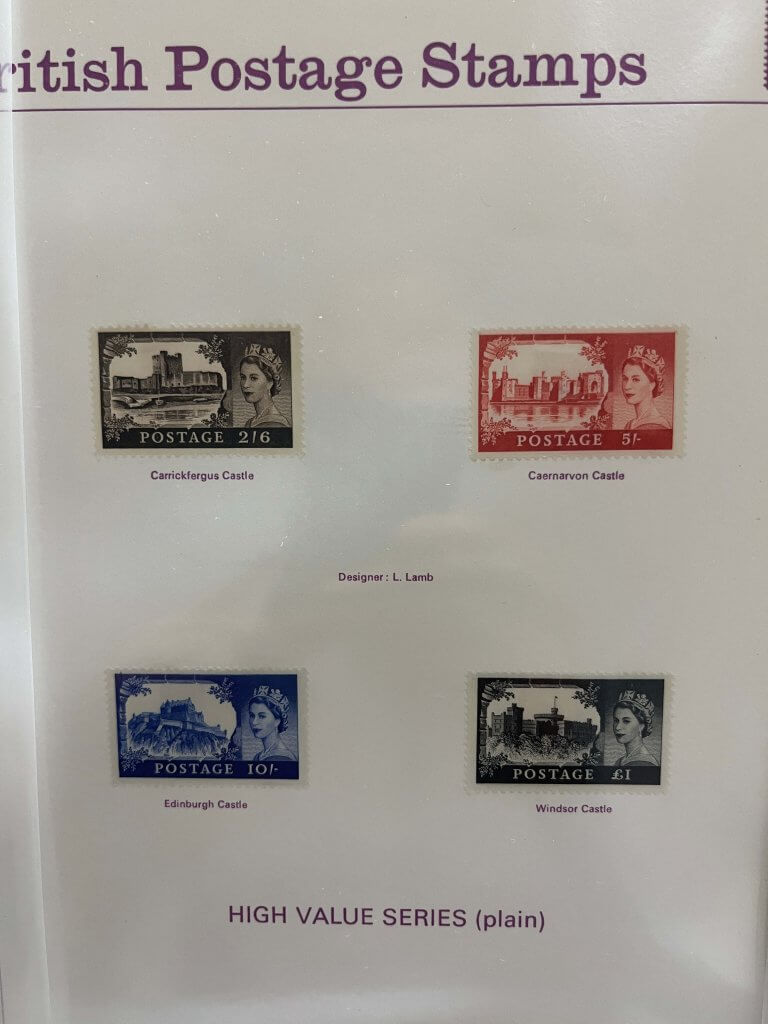 ritish Postage Stamps
POSTAGE 2/6
POSTAGE 5/-
Carrickfergus Castle
Caernarvon Castle
Designer: L. Lamb
POSTAGE 10/-
POSTAGE £1
Edinburgh Castle
Windsor Castle
HIGH VALUE SERIES (plain)